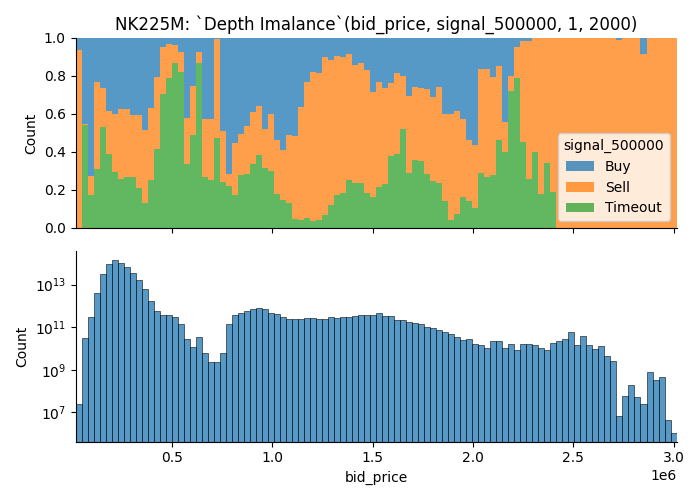 NK225M: `Depth Imalance`(bid_price, signal_500000, 1, 2000)
1.0
0.8
0.6
0.4
0.2
0.0
Count
signal_500000
Buy
Sell
Timeout
10^13
10^11
10^9
10^7
Count
0.5
1.0
1.5
2.0
2.5
3.0
1e6
bid_price